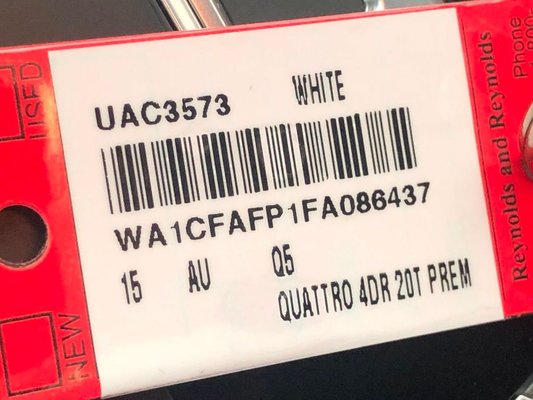 UAC3573 WHITE
WA1CFAFP1FA086437
15 AU Q5
QUATTRO 4DR 20T PREM
USED
NEW
Reynolds and Reynolds
Phone